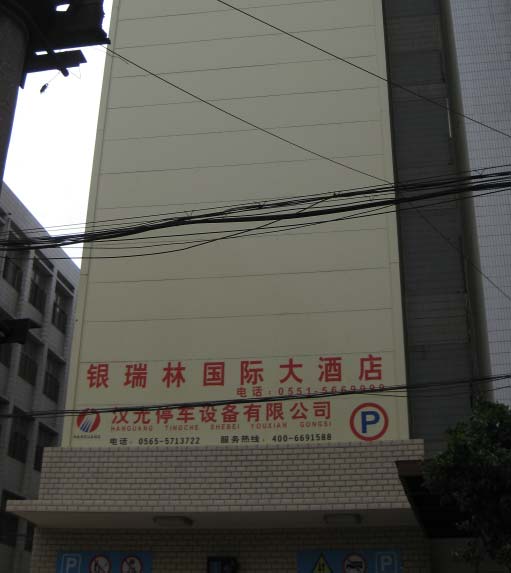 银瑞林国际大酒店
电话：0551-5669999
汉光停车设备有限公司
HANGUANG TINGCHE SHEBEI YOUXIAN GONGSI
HANGUANG
电话：0565-5713722 服务热线：400-6691588
P
P
P